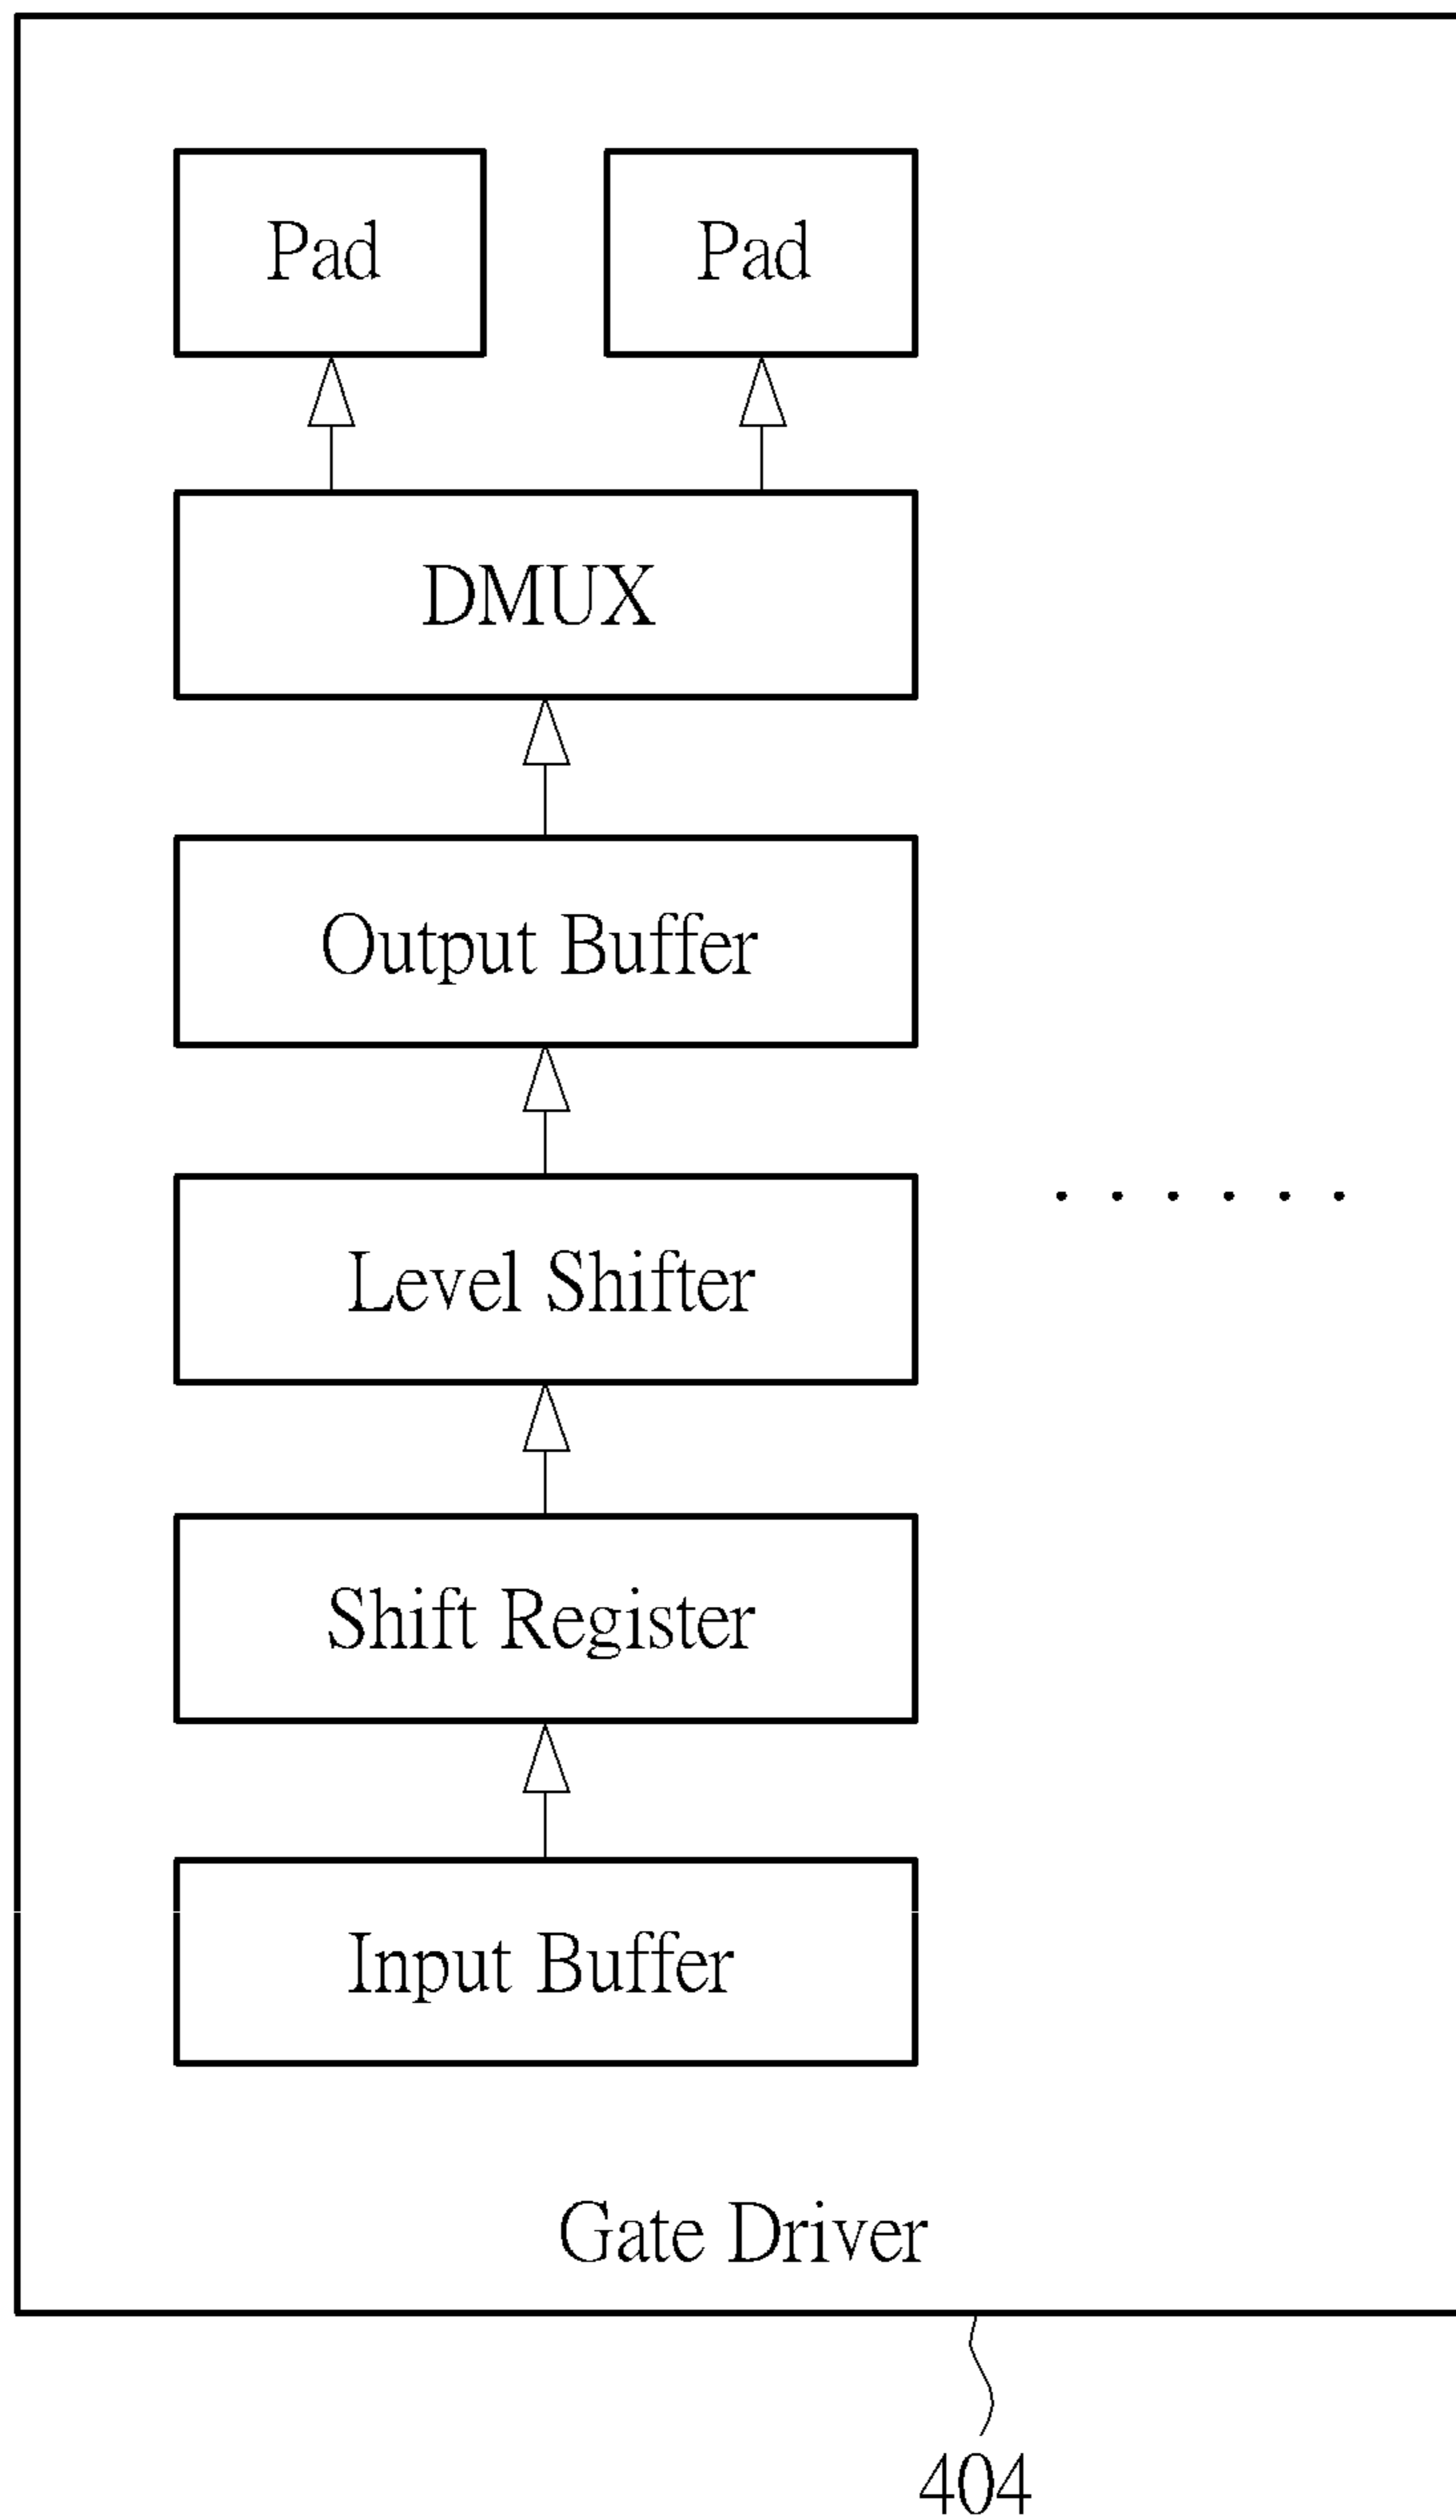 Pad Pad
DMUX
Output Buffer
Level Shifter
......
Shift Register
Input Buffer
Gate Driver
404